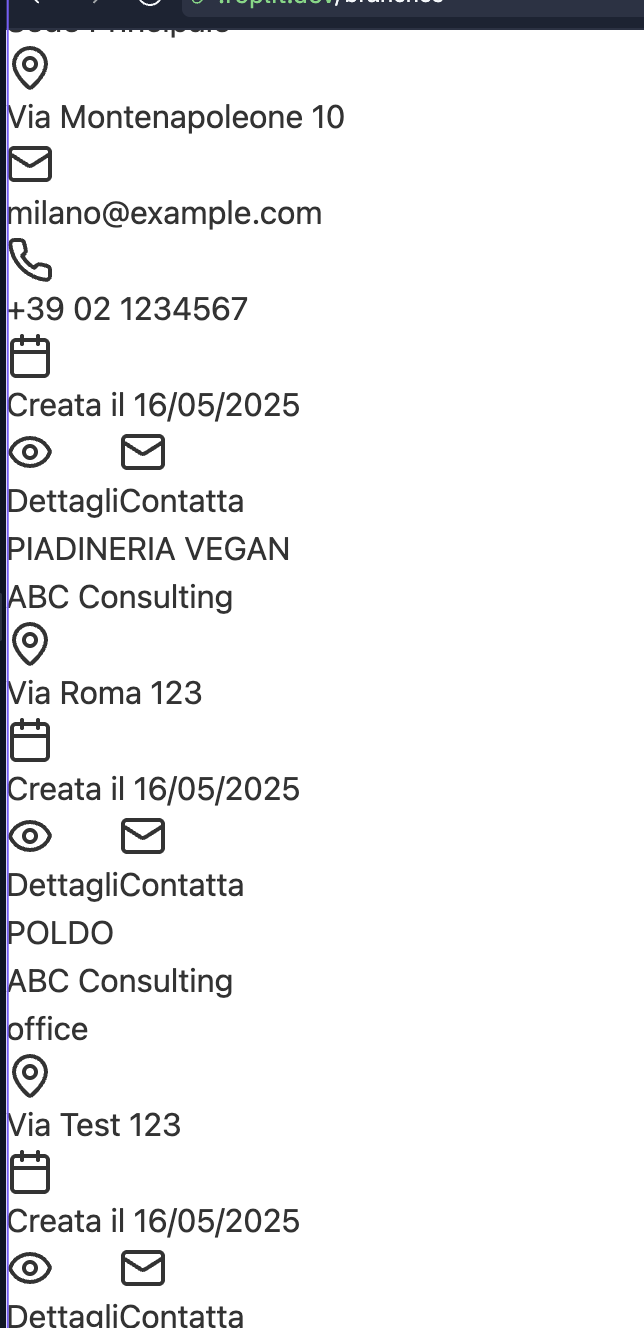 .replit.dev/branches
Sede Principale
Via Montenapoleone 10
milano@example.com
+39 02 1234567
Creata il 16/05/2025
DettagliContatta
PIADINERIA VEGAN
ABC Consulting
Via Roma 123
Creata il 16/05/2025
DettagliContatta
POLDO
ABC Consulting
office
Via Test 123
Creata il 16/05/2025
DettagliContatta